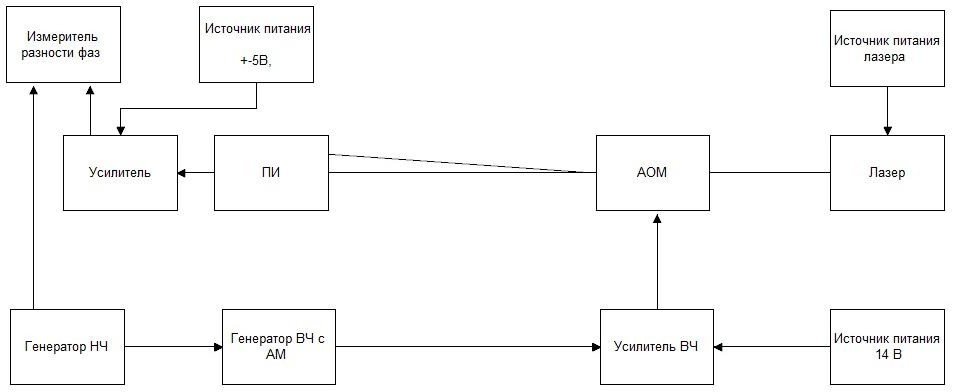 Измеритель
разности фаз
Источник питания
+-5В,
Источник питания
лазера
Усилитель
ПИ
АОМ
Лазер
Генератор НЧ
Генератор ВЧ с
АМ
Усилитель ВЧ
Источник питания
14 В